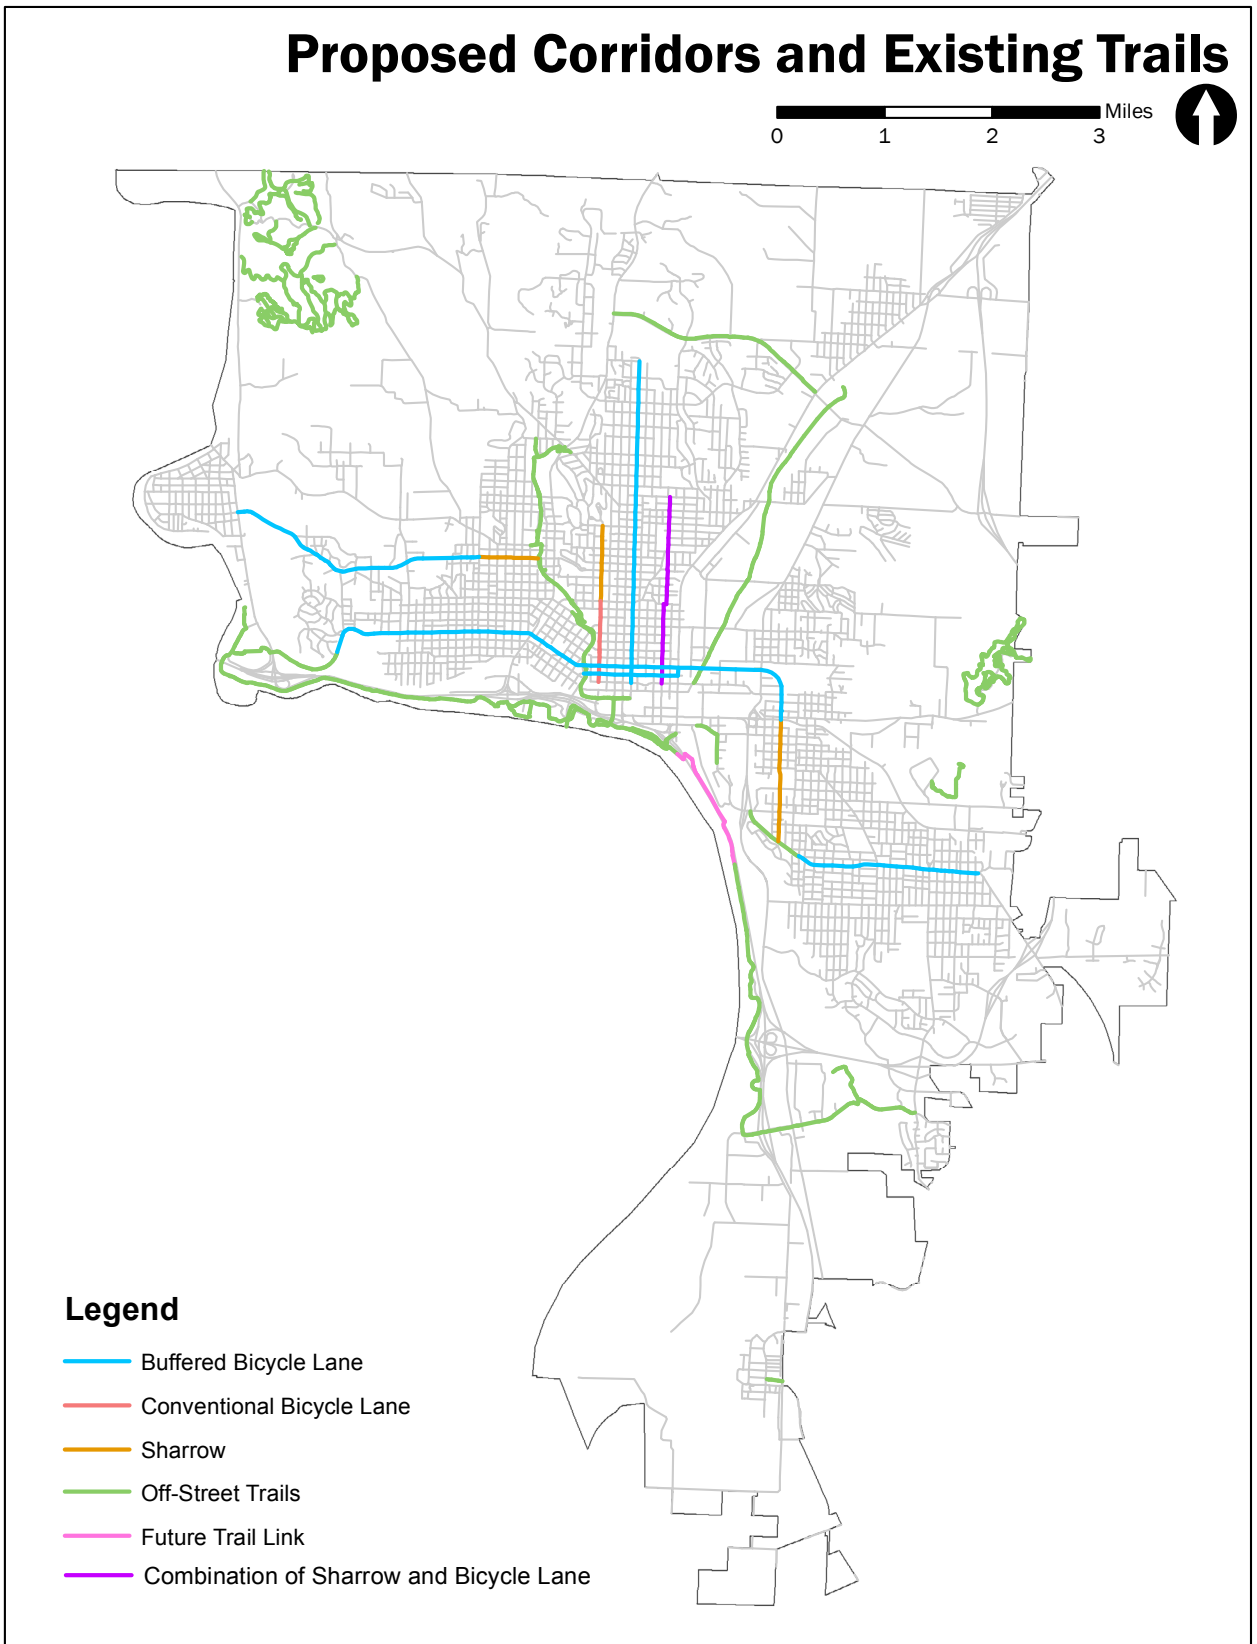 Proposed Corridors and Existing Trails
Miles
0 1 2 3
Legend
Buffered Bicycle Lane
Conventional Bicycle Lane
Sharrow
Off-Street Trails
Future Trail Link
Combination of Sharrow and Bicycle Lane